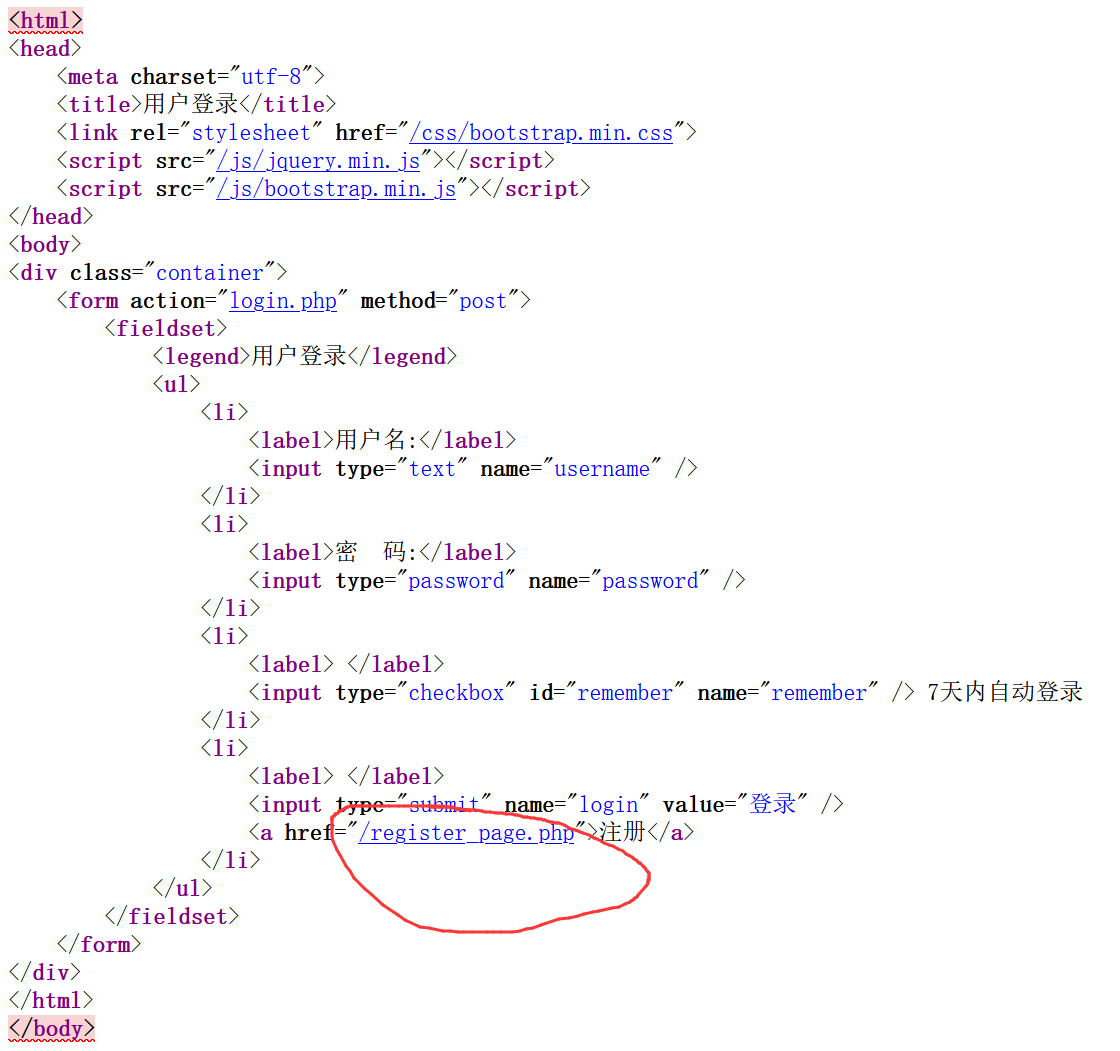 <html>
<head>
    <meta charset="utf-8">
    <title>用户登录</title>
    <link rel="stylesheet" href="/css/bootstrap.min.css">
    <script src="/js/jquery.min.js"></script>
    <script src="/js/bootstrap.min.js"></script>
</head>
<body>
<div class="container">
    <form action="login.php" method="post">
        <fieldset>
            <legend>用户登录</legend>
            <ul>
                <li>
                    <label>用户名:</label>
                    <input type="text" name="username" />
                </li>
                <li>
                    <label>密  码:</label>
                    <input type="password" name="password" />
                </li>
                <li>
                    <label> </label>
                    <input type="checkbox" id="remember" name="remember" /> 7天内自动登录
                </li>
                <li>
                    <label> </label>
                    <input type="submit" name="login" value="登录" />
                    <a href="/register_page.php">注册</a>
                </li>
            </ul>
        </fieldset>
    </form>
</div>
</html>
</body>